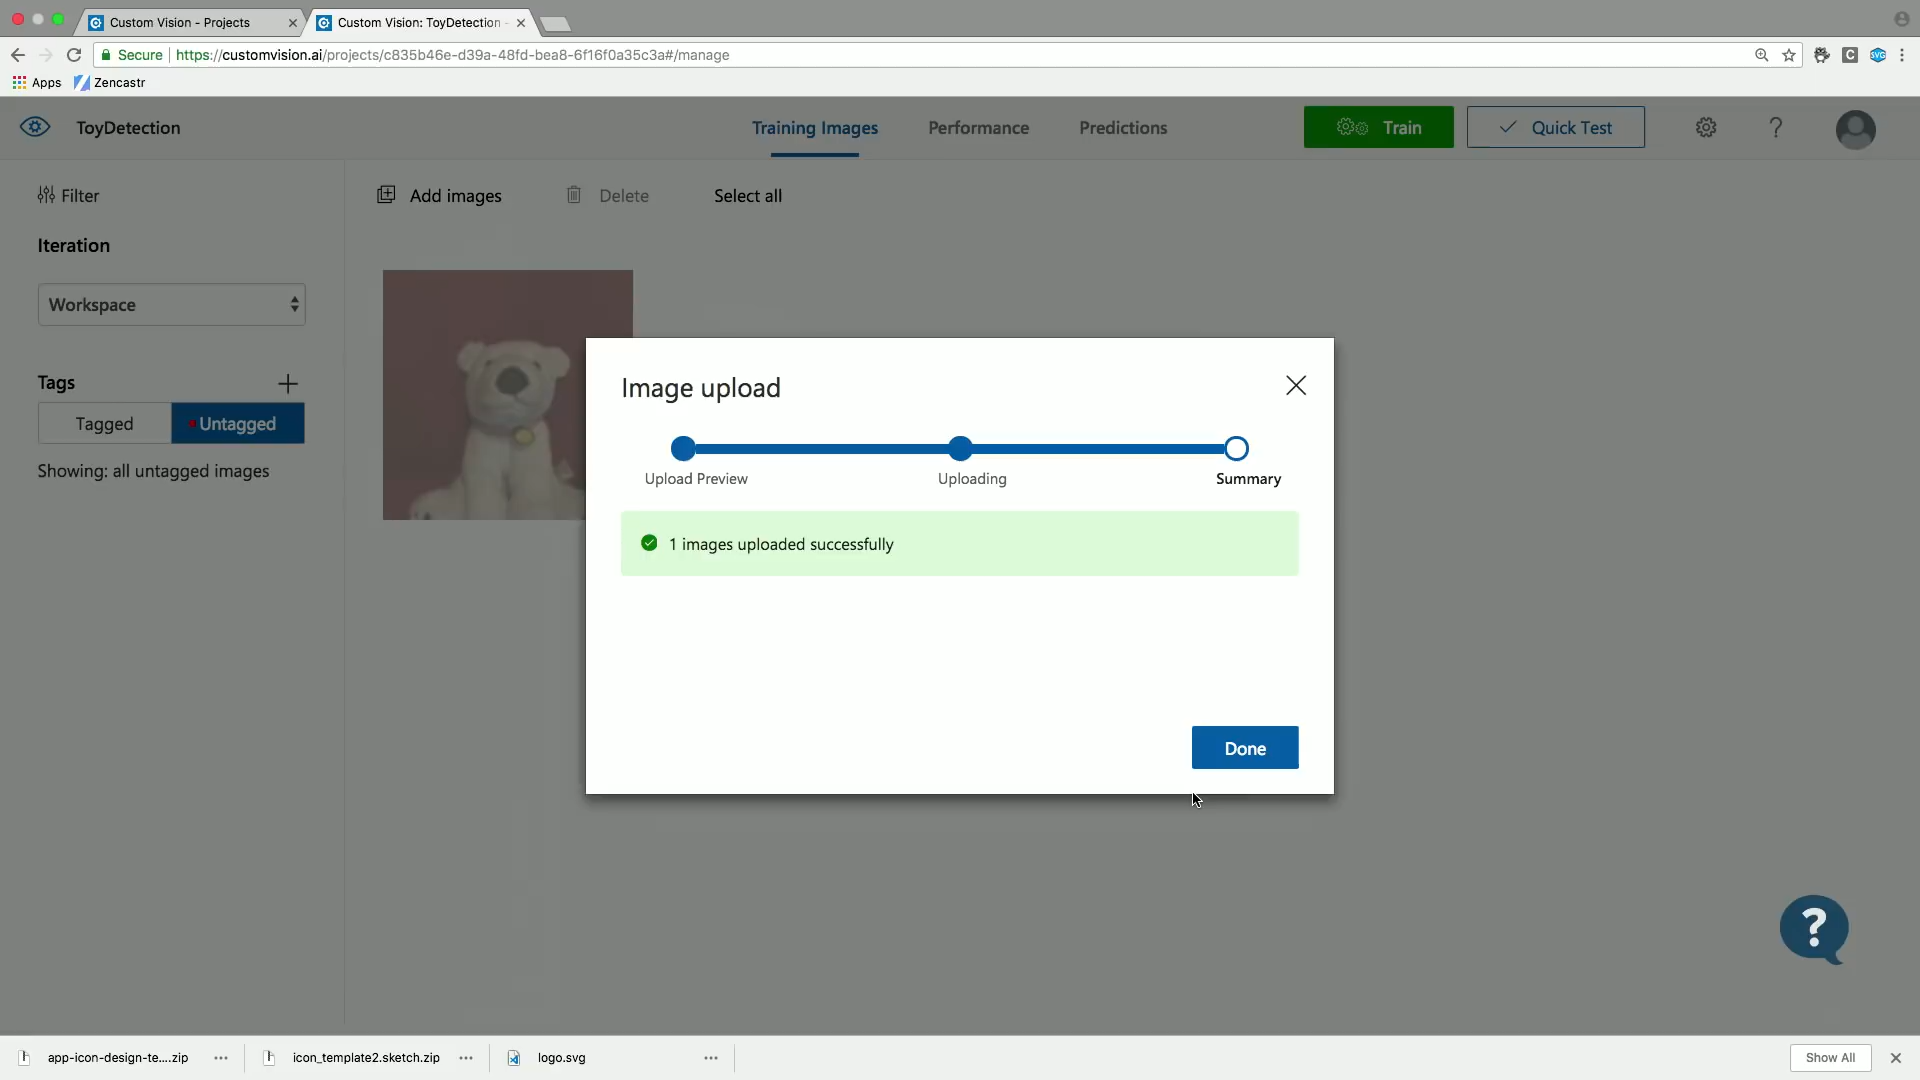 Custom Vision - Projects
Custom Vision: ToyDetection -
Secure
https://customvision.ai/projects/c835b46e-d39a-48fd-bea8-6f16f0a35c3a#/manage
C
SVG
Apps
Zencastr
ToyDetection
Training Images
Performance
Predictions
Train
Quick Test
?
Filter
Add images
Delete
Select all
Iteration
Workspace
Tags
Tagged
Untagged
Showing: all untagged images
Image upload
Upload Preview
Uploading
Summary
1 images uploaded successfully
Done
?
app-icon-design-te....zip
icon_template2.sketch.zip
logo.svg
Show All